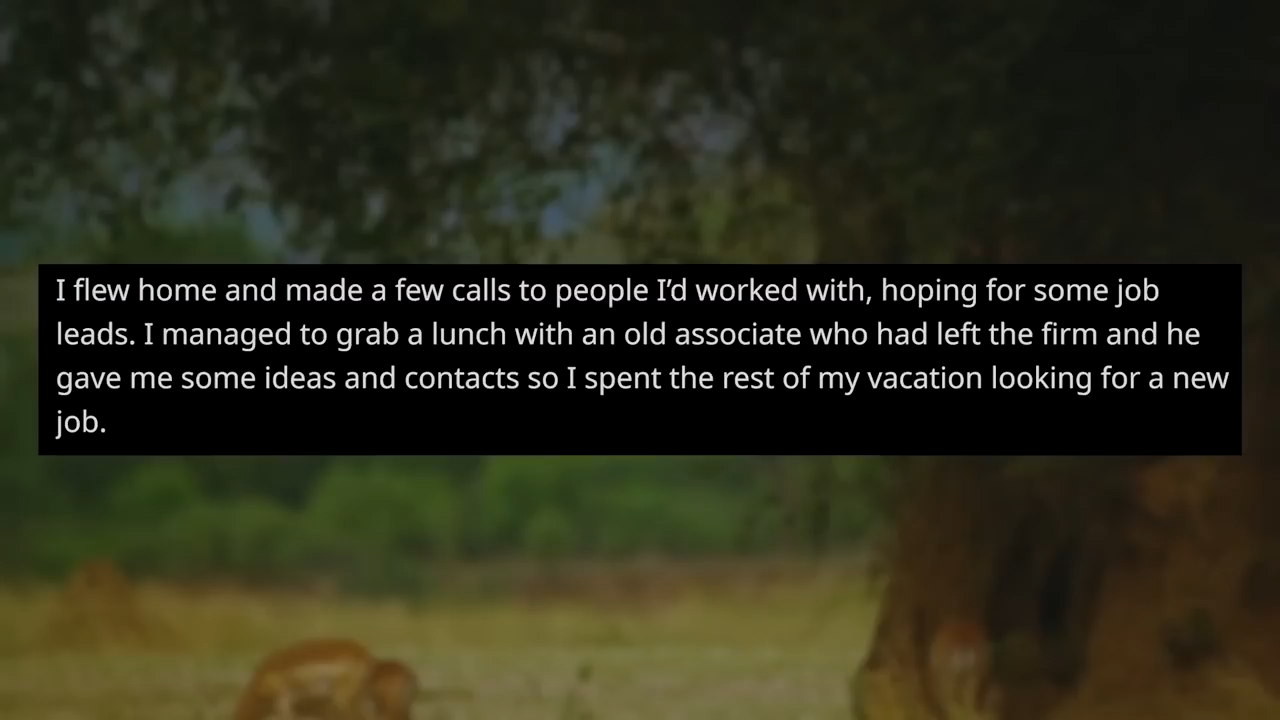 I flew home and made a few calls to people I’d worked with, hoping for some job
leads. I managed to grab a lunch with an old associate who had left the firm and he
gave me some ideas and contacts so I spent the rest of my vacation looking for a new
job.